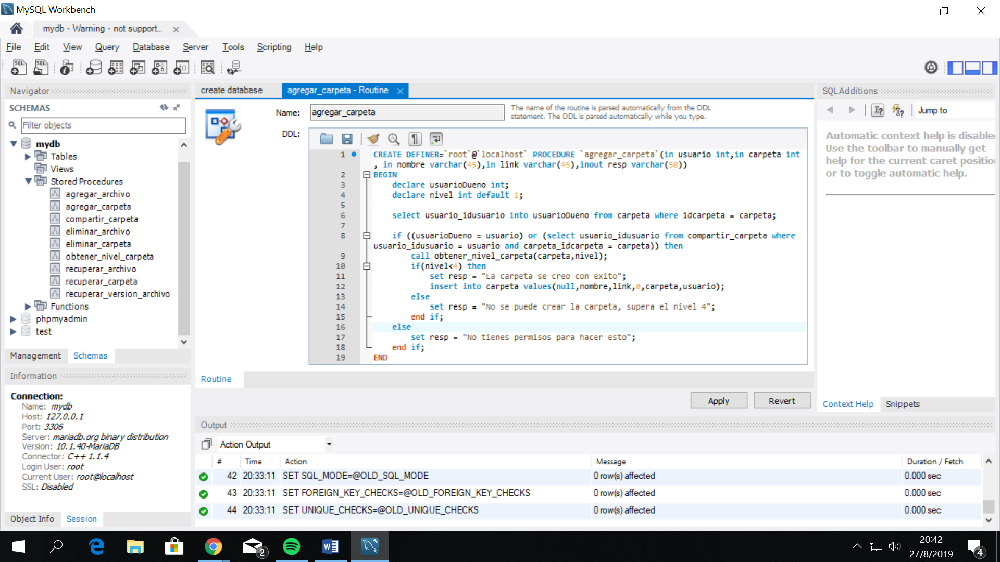 MySQL Workbench
mydb - Warning - not support...
File Edit View Query Database Server Tools Scripting Help
Navigator
SCHEMAS
Filter objects
mydb
Tables
Views
Stored Procedures
agregar_archivo
agregar_carpeta
compartir_carpeta
eliminar_archivo
eliminar_carpeta
obtener_nivel_carpeta
recuperar_archivo
recuperar_carpeta
recuperar_version_archivo
Functions
phpmyadmin
test
Management Schemas
Information
Connection:
Name: mydb
Host: 127.0.0.1
Port: 3306
Server: mariadb.org binary distribution
Version: 10.1.40-MariaDB
Connector: C++ 1.1.4
Login User: root
Current User: root@localhost
SSL: Disabled
Object Info Session
create database agregar_carpeta - Routine
Name: agregar_carpeta
The name of the routine is parsed automatically from the DDL
statement. The DDL is parsed automatically while you type.
DDL:
1 CREATE DEFINER=`root`@`localhost` PROCEDURE `agregar_carpeta`(in usuario int,in carpeta int
, in nombre varchar(45),in link varchar(45),inout resp varchar(50))
2 BEGIN
3 declare usuarioDueno int;
4 declare nivel int default 1;
5
6 select usuario_idusuario into usuarioDueno from carpeta where idcarpeta = carpeta;
7
8 if ((usuarioDueno = usuario) or (select usuario_idusuario from compartir_carpeta where
usuario_idusuario = usuario and carpeta_idcarpeta = carpeta)) then
9 call obtener_nivel_carpeta(carpeta,nivel);
10 if(nivel<4) then
11 set resp = "La carpeta se creo con exito";
12 insert into carpeta values(null,nombre,link,0,carpeta,usuario);
13 else
14 set resp = "No se puede crear la carpeta, supera el nivel 4";
15 end if;
16 else
17 set resp = "No tienes permisos para hacer esto";
18 end if;
19 END
Routine
Apply Revert
SQLAdditions
Jump to
Automatic context help is disable
Use the toolbar to manually get
help for the current caret position
or to toggle automatic help.
Context Help Snippets
Output
Action Output
# Time Action Message Duration / Fetch
42 20:33:11 SET SQL_MODE=@OLD_SQL_MODE 0 row(s) affected 0.000 sec
43 20:33:11 SET FOREIGN_KEY_CHECKS=@OLD_FOREIGN_KEY_CHECKS 0 row(s) affected 0.000 sec
44 20:33:11 SET UNIQUE_CHECKS=@OLD_UNIQUE_CHECKS 0 row(s) affected 0.000 sec
2
20:42
27/8/2019
4